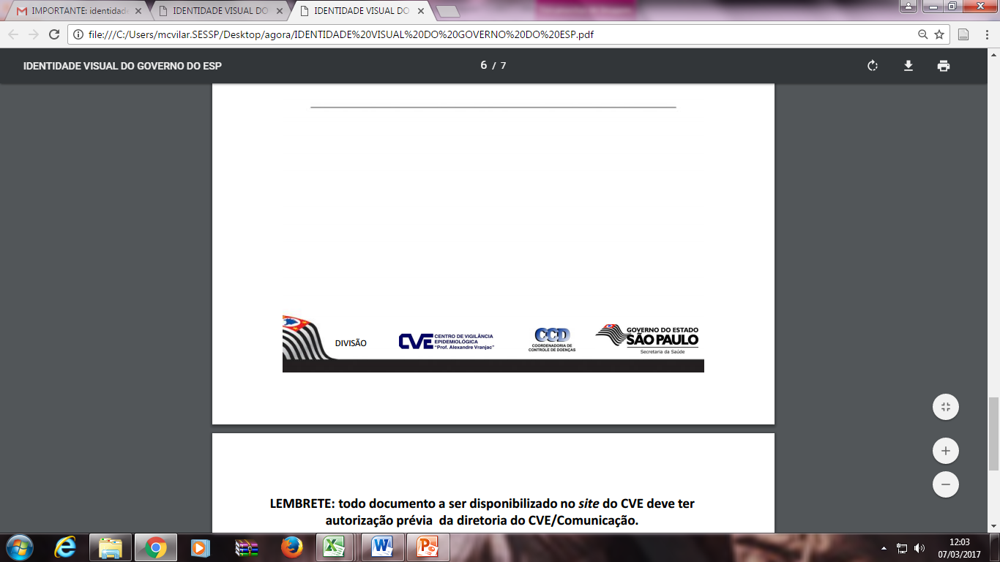 IMPORTANTE: identidade
IDENTIDADE VISUAL DO
IDENTIDADE VISUAL DO
file:///C:/Users/mcvilar.SESSP/Desktop/agora/IDENTIDADE%20VISUAL%20DO%20GOVERNO%20DO%20ESP.pdf
IDENTIDADE VISUAL DO GOVERNO DO ESP
6 / 7
DIVISÃO
CVE
CENTRO DE VIGILÂNCIA
EPIDEMIOLÓGICA
"Prof. Alexandre Vranjac"
CCD
COORDENADORIA DE
CONTROLE DE DOENÇAS
GOVERNO DO ESTADO
SÃO PAULO
Secretaria da Saúde
LEMBRETE: todo documento a ser disponibilizado no site do CVE deve ter
autorização prévia da diretoria do CVE/Comunicação.
12:03
07/03/2017